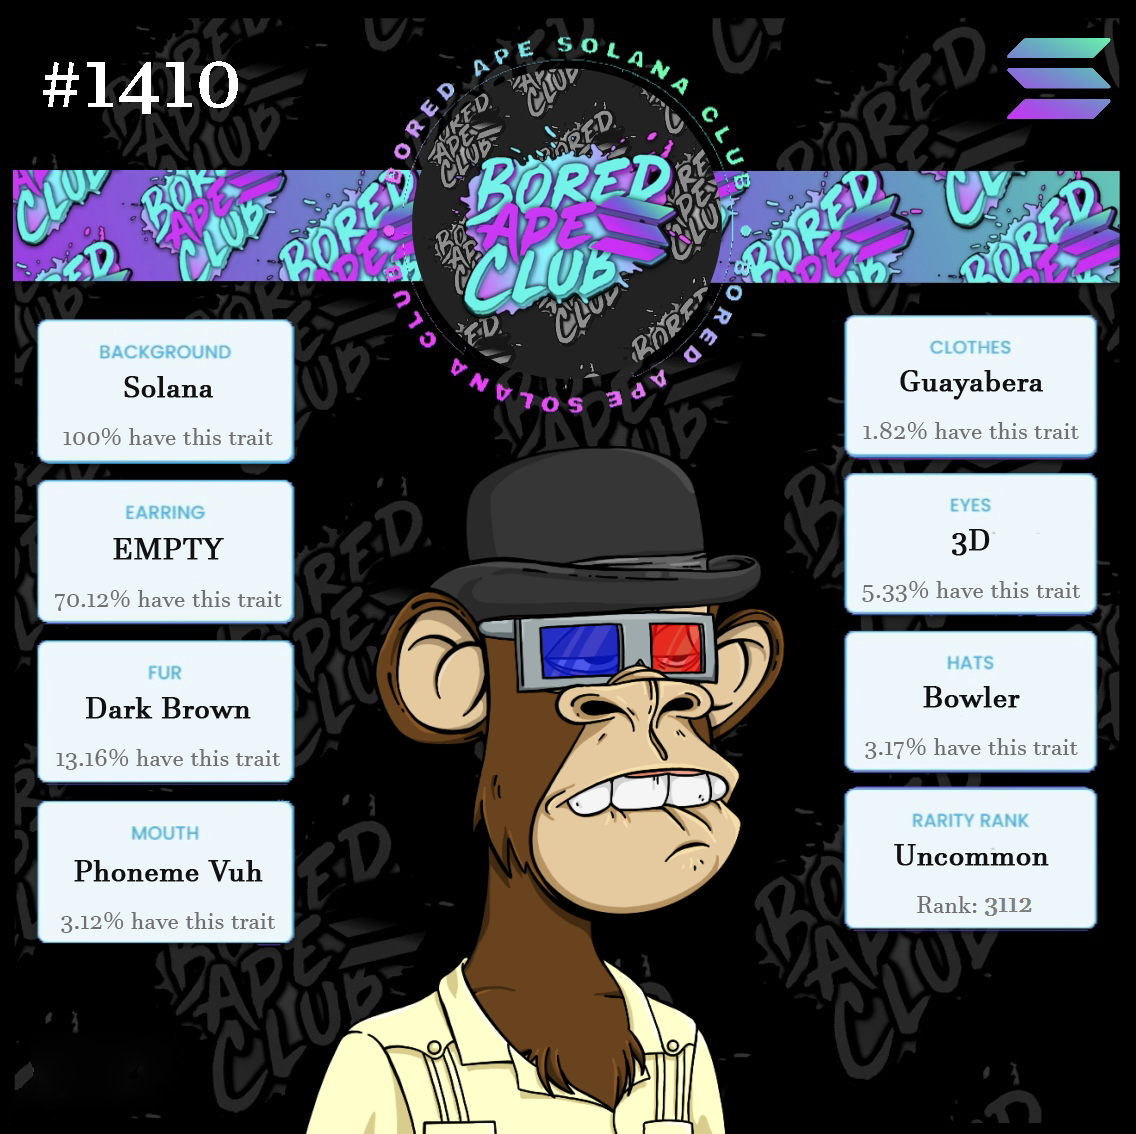 #1410
BORED APE SOLANA CLUB
BORED APE SOLANA CLUB
BORED
APE
CLUB
BACKGROUND
Solana
100% have this trait
EARRING
EMPTY
70.12% have this trait
FUR
Dark Brown
13.16% have this trait
MOUTH
Phoneme Vuh
3.12% have this trait
CLOTHES
Guayabera
1.82% have this trait
EYES
3D
5.33% have this trait
HATS
Bowler
3.17% have this trait
RARITY RANK
Uncommon
Rank: 3112